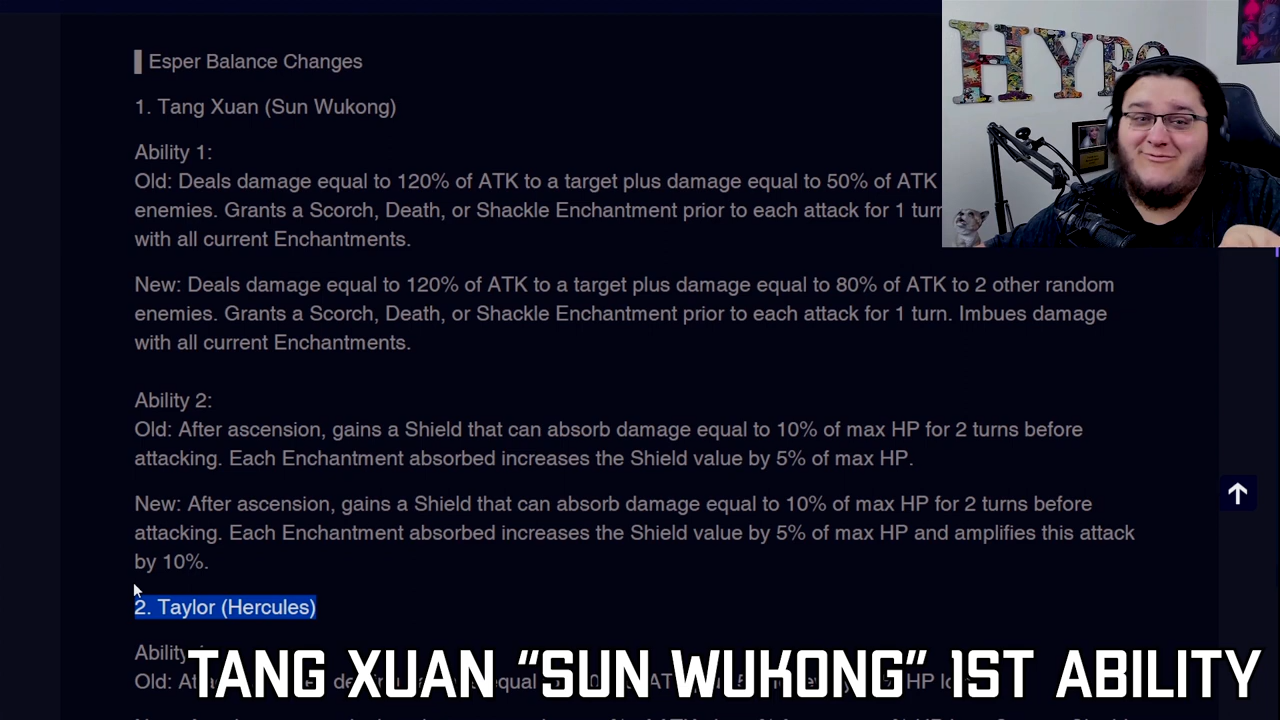 HYPO
▌Esper Balance Changes
1. Tang Xuan (Sun Wukong)
Ability 1:
Old: Deals damage equal to 120% of ATK to a target plus damage equal to 50% of ATK
enemies. Grants a Scorch, Death, or Shackle Enchantment prior to each attack for 1 turn
with all current Enchantments.
New: Deals damage equal to 120% of ATK to a target plus damage equal to 80% of ATK to 2 other random
enemies. Grants a Scorch, Death, or Shackle Enchantment prior to each attack for 1 turn. Imbues damage
with all current Enchantments.
Ability 2:
Old: After ascension, gains a Shield that can absorb damage equal to 10% of max HP for 2 turns before
attacking. Each Enchantment absorbed increases the Shield value by 5% of max HP.
New: After ascension, gains a Shield that can absorb damage equal to 10% of max HP for 2 turns before
attacking. Each Enchantment absorbed increases the Shield value by 5% of max HP and amplifies this attack
by 10%.
2. Taylor (Hercules)
Ability
Old:
TANG XUAN “SUN WUKONG” 1ST ABILITY